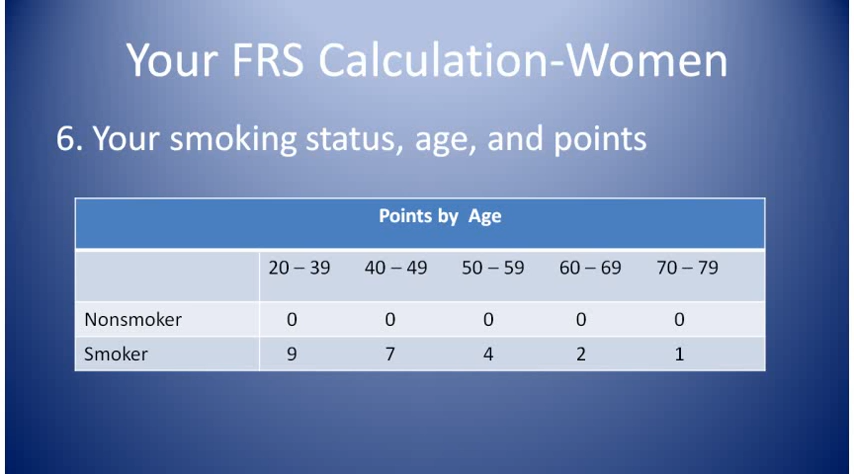 Your FRS Calculation-Women
6. Your smoking status, age, and points
Points by Age
20 – 39 40 – 49 50 – 59 60 – 69 70 – 79
Nonsmoker 0 0 0 0 0
Smoker 9 7 4 2 1